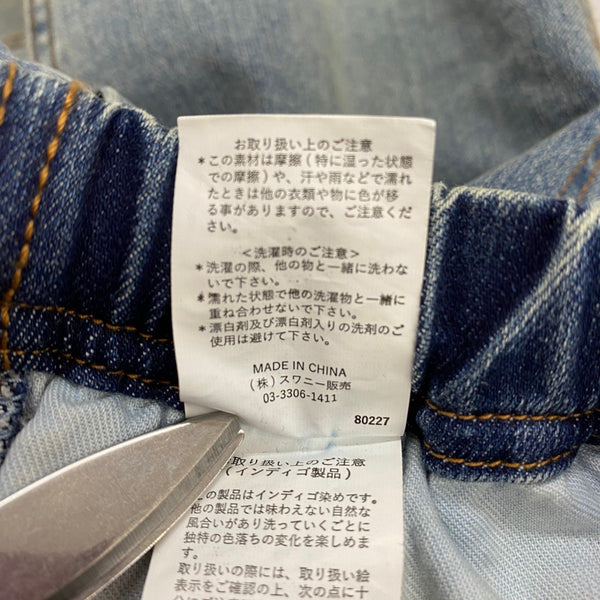 お取り扱い上のご注意
*この素材は摩擦(特に湿った状態
での摩擦)や、汗や雨などで濡れ
たときは他の衣類や物に色が移
る事がありますので、ご注意くだ
さい。
<洗濯時のご注意>
*洗濯の際、他の物と一緒に洗わな
いで下さい。
*濡れた状態で他の洗濯物と一緒に
重ね合わせないで下さい。
*漂白剤及び漂白剤入りの洗剤のご
使用は避けて下さい。
MADE IN CHINA
(株)スワニー販売
03-3306-1411
80227
取り扱い上のご注意
(インディゴ製品)
この製品はインディゴ染めです。
他の製品では味わえない自然な
風合いがあり洗っていくごとに
独特の色落ちの変化を楽しめま
す。
取り扱いの際には、取り扱い絵
表示をご確認の上、次の点に十